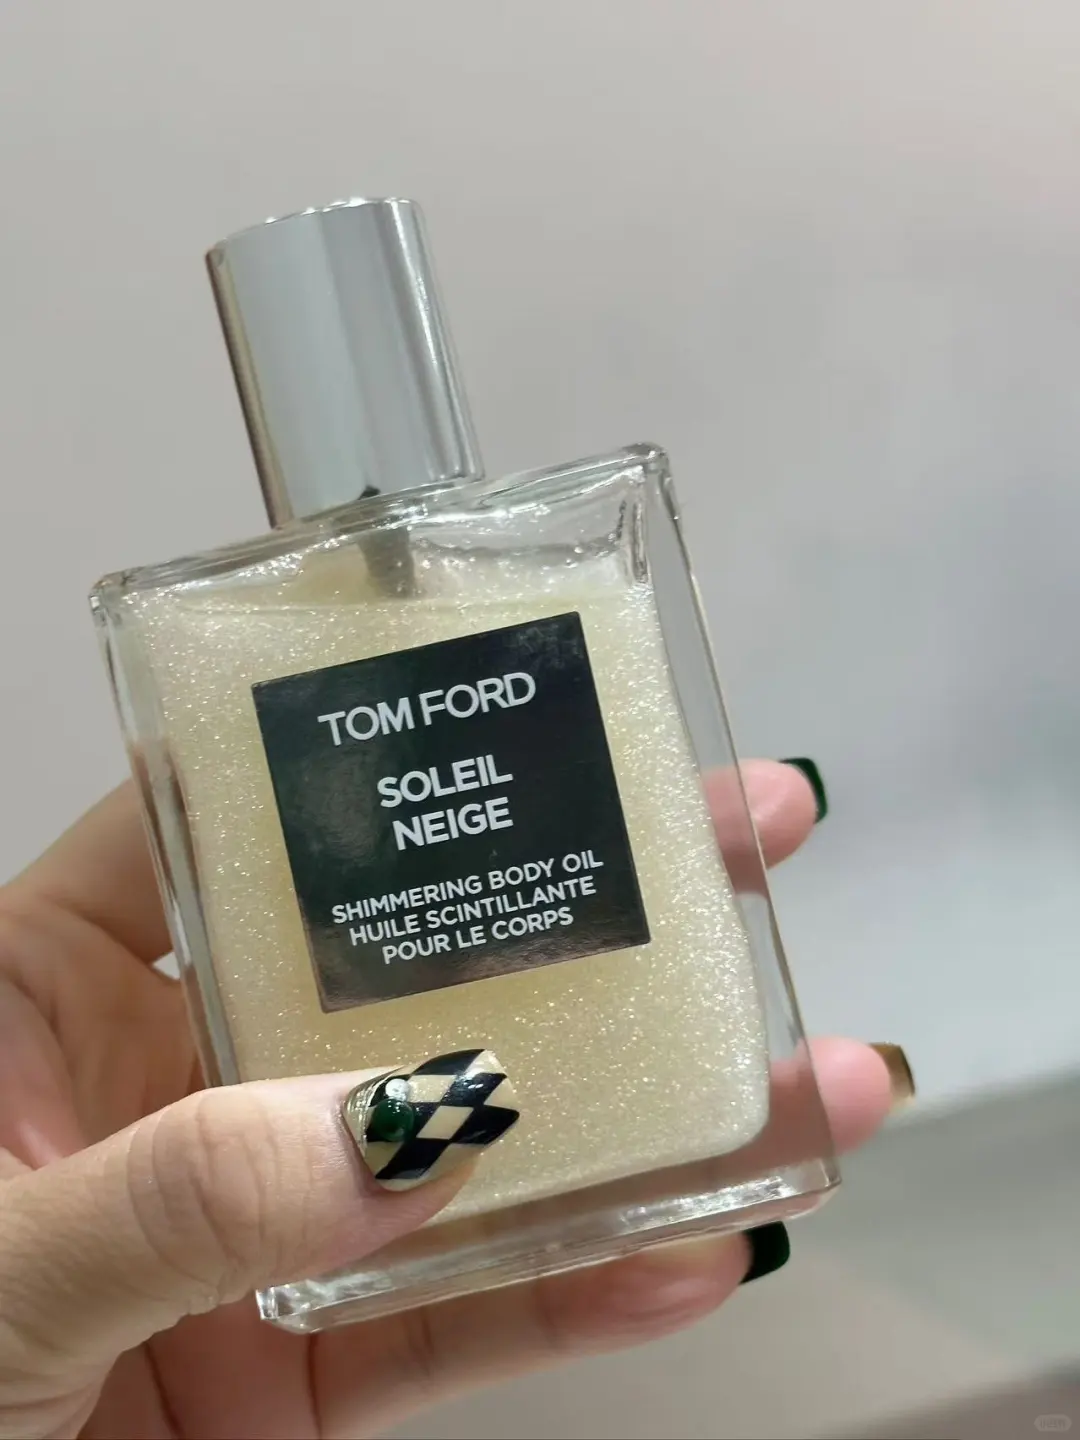 TOM FORD
SOLEIL
NEIGE
SHIMMERING BODY OIL
HUILE SCINTILLANTE
POUR LE CORPS